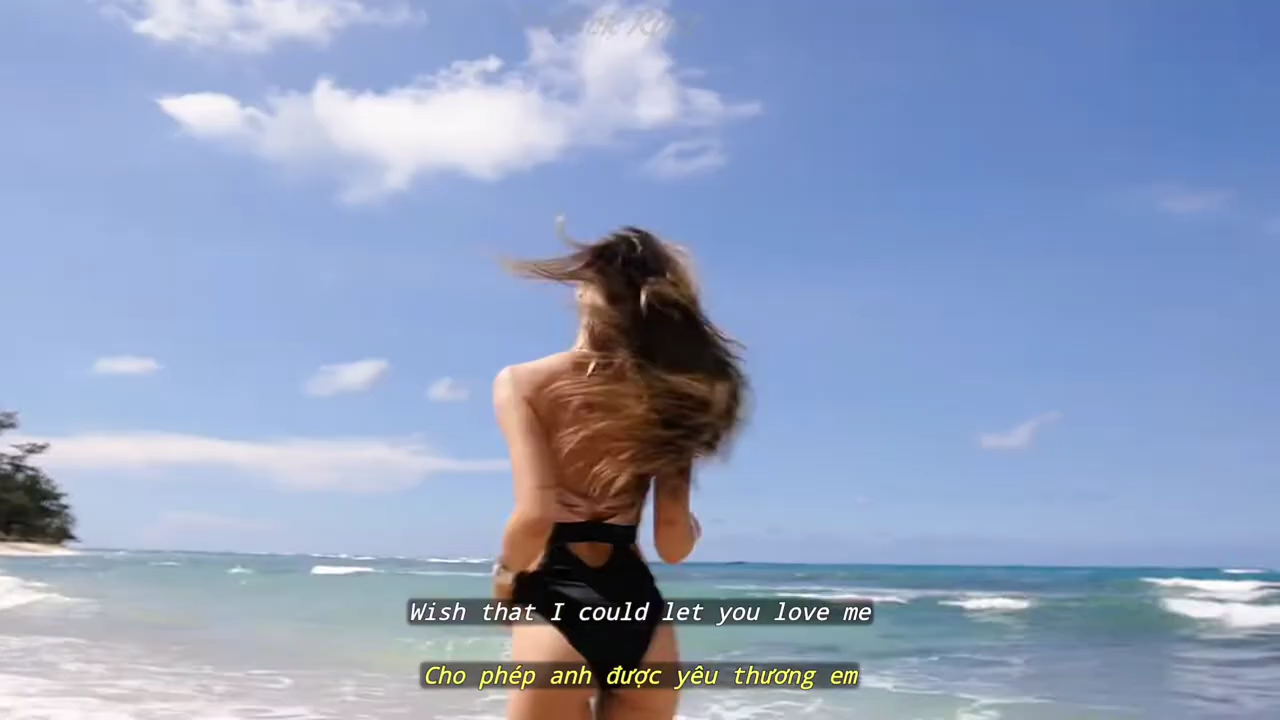 Wish that I could let you love me
Cho phép anh được yêu thương em